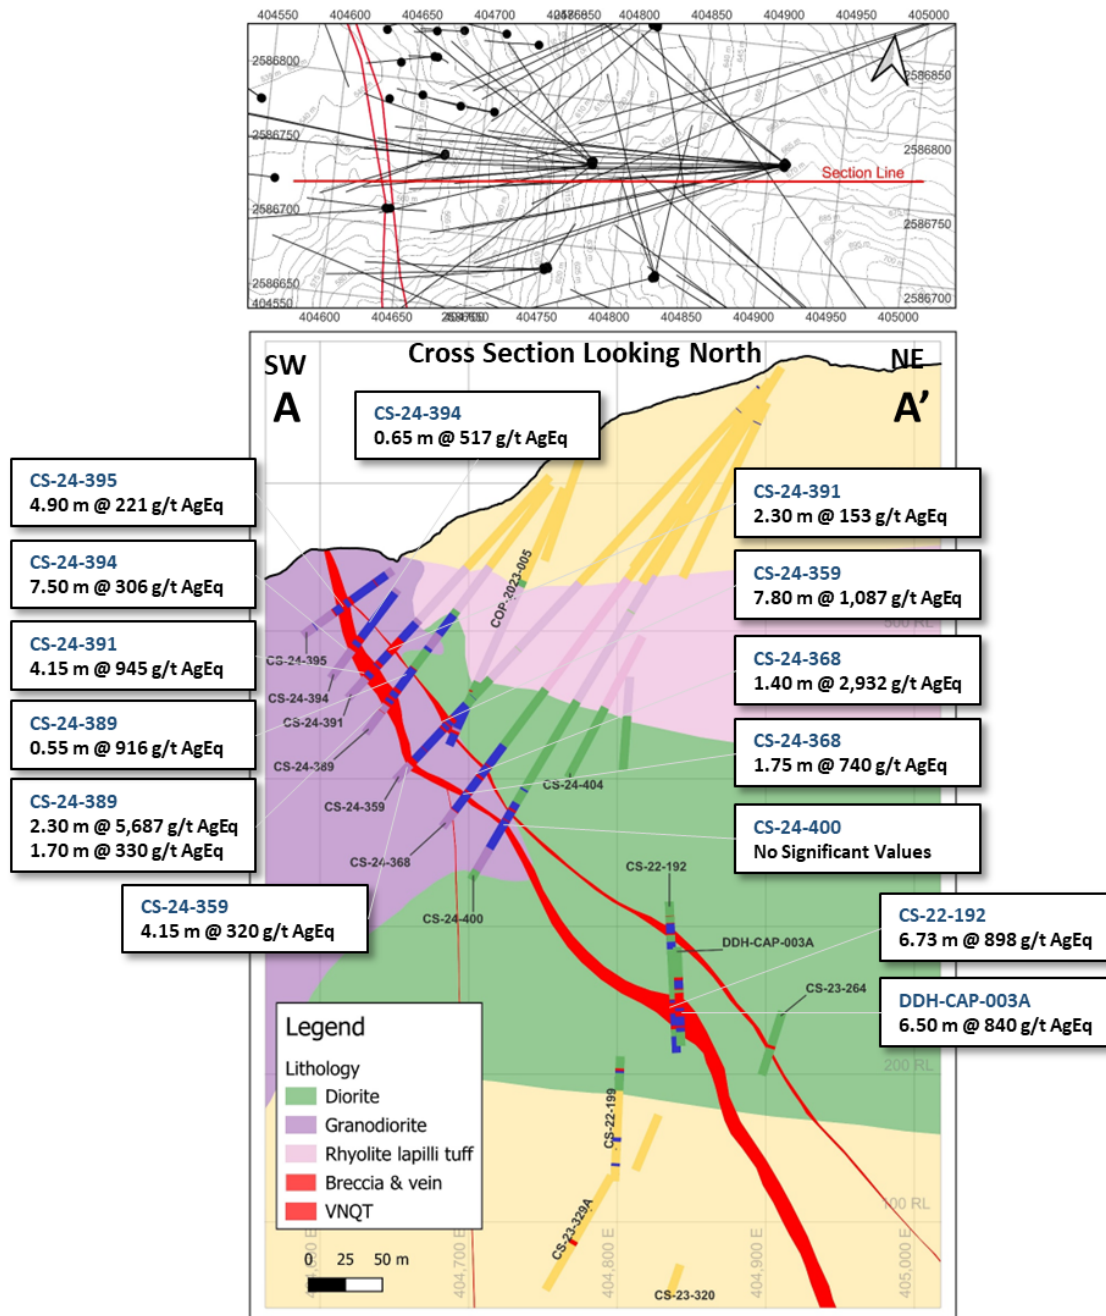 404550
404600
404650
404700
404750
404800
404850
404900
404950
405000
2586800
2586850
2586750
2586800
Section Line
2586700
2586750
2586650
2586700
404550
404600
404650
404700
404750
404800
404850
404900
404950
405000
Cross Section Looking North
SW
NE
A
A’
CS-24-394
0.65 m @ 517 g/t AgEq
CS-24-395
4.90 m @ 221 g/t AgEq
CS-24-391
2.30 m @ 153 g/t AgEq
CS-24-394
7.50 m @ 306 g/t AgEq
CS-24-359
7.80 m @ 1,087 g/t AgEq
COP-2023-005
500 RL
CS-24-391
4.15 m @ 945 g/t AgEq
CS-24-368
1.40 m @ 2,932 g/t AgEq
CS-24-395
CS-24-394
CS-24-391
CS-24-389
0.55 m @ 916 g/t AgEq
CS-24-368
1.75 m @ 740 g/t AgEq
CS-24-389
CS-24-404
CS-24-359
CS-24-389
2.30 m @ 5,687 g/t AgEq
1.70 m @ 330 g/t AgEq
CS-24-400
No Significant Values
CS-24-368
CS-22-192
CS-24-359
4.15 m @ 320 g/t AgEq
CS-24-400
CS-22-192
6.73 m @ 898 g/t AgEq
DDH-CAP-003A
CS-23-264
DDH-CAP-003A
6.50 m @ 840 g/t AgEq
200 RL
Legend
Lithology
Diorite
Granodiorite
Rhyolite lapilli tuff
Breccia & vein
VNQT
CS-22-199
100 RL
CS-23-329A
404,700 E
404,800 E
404,900 E
405,000 E
0 25 50 m
CS-23-320